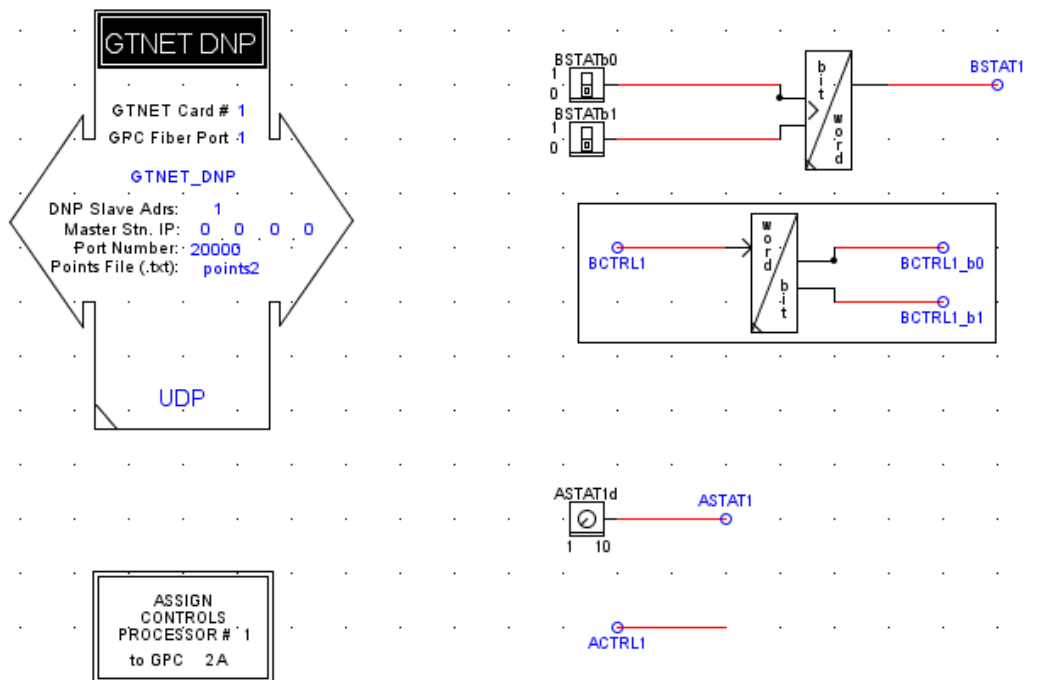 GTNET DNP
GTNET Card # 1
GPC Fiber Port 1
GTNET_DNP
DNP Slave Adrs: 1
Master Stn. IP: 0 0 0 0
Port Number: 20000
Points File (.txt): points2
UDP
ASSIGN
CONTROLS
PROCESSOR # 1
to GPC 2A
BSTATb0
1
0
BSTATb1
1
0
bit
word
BSTAT1
BCTRL1
word
bit
BCTRL1_b0
BCTRL1_b1
ASTAT1d
1 10
ASTAT1
ACTRL1